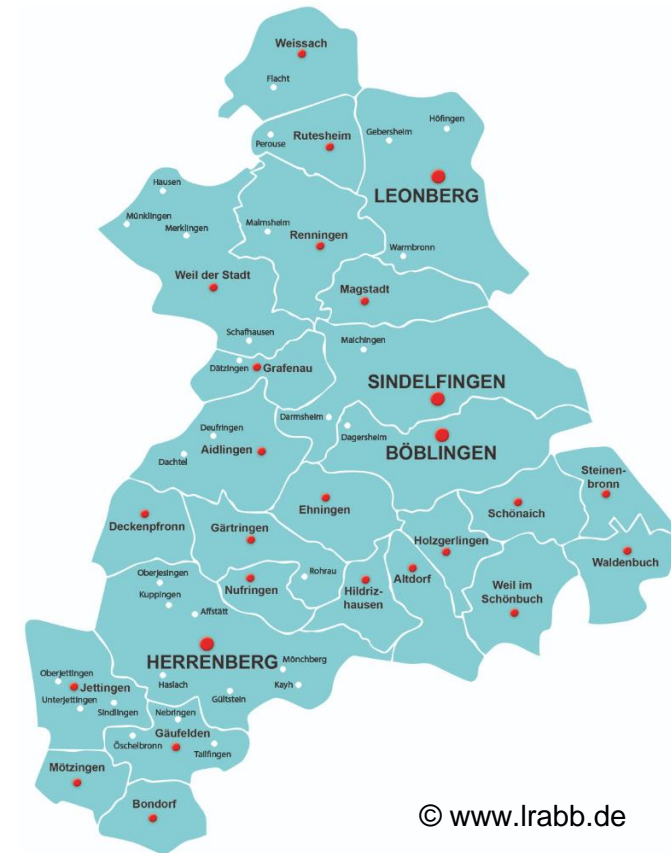 Weissach
Flacht
Höfingen
Gebersheim
Perouse
Rutesheim
LEONBERG
Hausen
Münklingen
Merklingen
Malmsheim
Renningen
Warmbronn
Weil der Stadt
Magstadt
Schafhausen
Maichingen
Dätzingen
Grafenau
SINDELFINGEN
Darmsheim
Dagersheim
Deufringen
Aidlingen
BÖBLINGEN
Dachtel
Steinen-
bronn
Ehningen
Schönaich
Deckenpfronn
Gärtringen
Holzgerlingen
Waldenbuch
Oberjesingen
Rohrau
Nufringen
Hildriz-
hausen
Altdorf
Weil im
Schönbuch
Kuppingen
Affstätt
HERRENBERG
Mönchberg
Oberjettingen
Jettingen
Haslach
Kayh
Gültstein
Unterjettingen
Sindlingen
Nebringen
Gäufelden
Öschelbronn
Tailfingen
Mötzingen
Bondorf
© www.lrabb.de